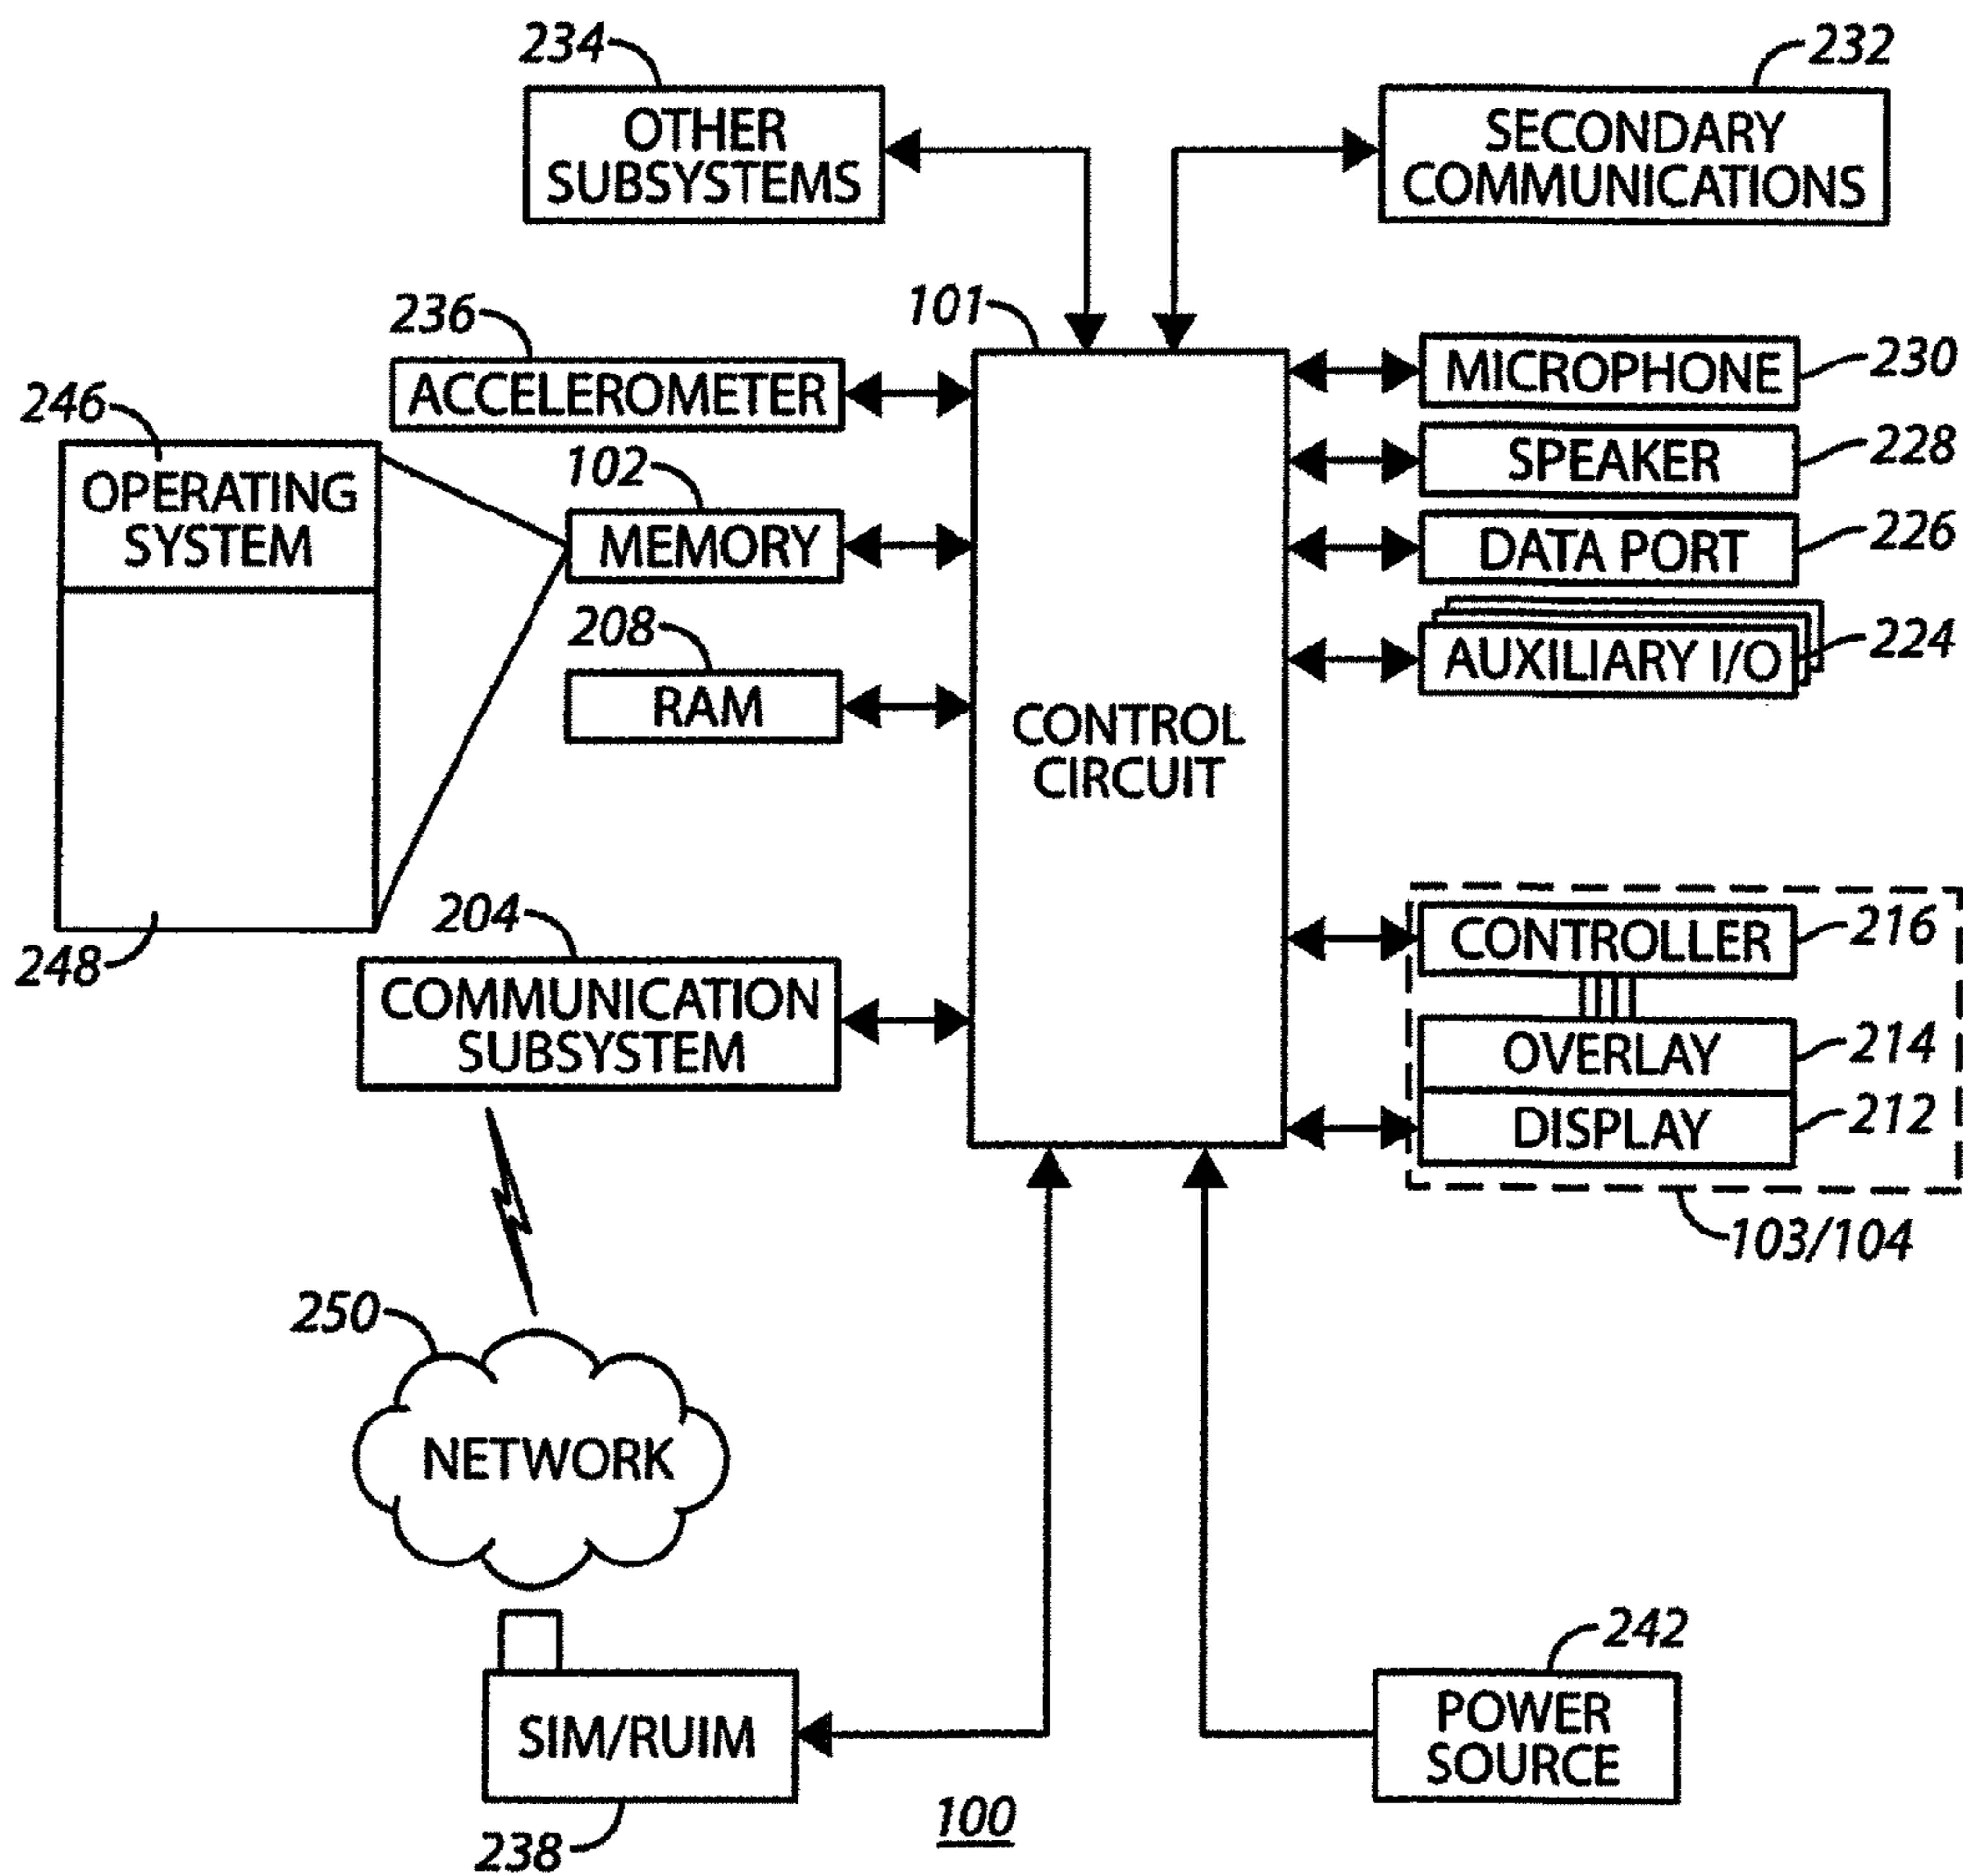 234
OTHER
SUBSYSTEMS
232
SECONDARY
COMMUNICATIONS
236
ACCELEROMETER
101
MICROPHONE
230
246
OPERATING
SYSTEM
102
MEMORY
SPEAKER
228
DATA PORT
226
208
RAM
AUXILIARY I/O
224
CONTROL
CIRCUIT
248
204
COMMUNICATION
SUBSYSTEM
CONTROLLER
216
OVERLAY
214
DISPLAY
212
103/104
250
NETWORK
SIM/RUIM
238
242
POWER
SOURCE
100